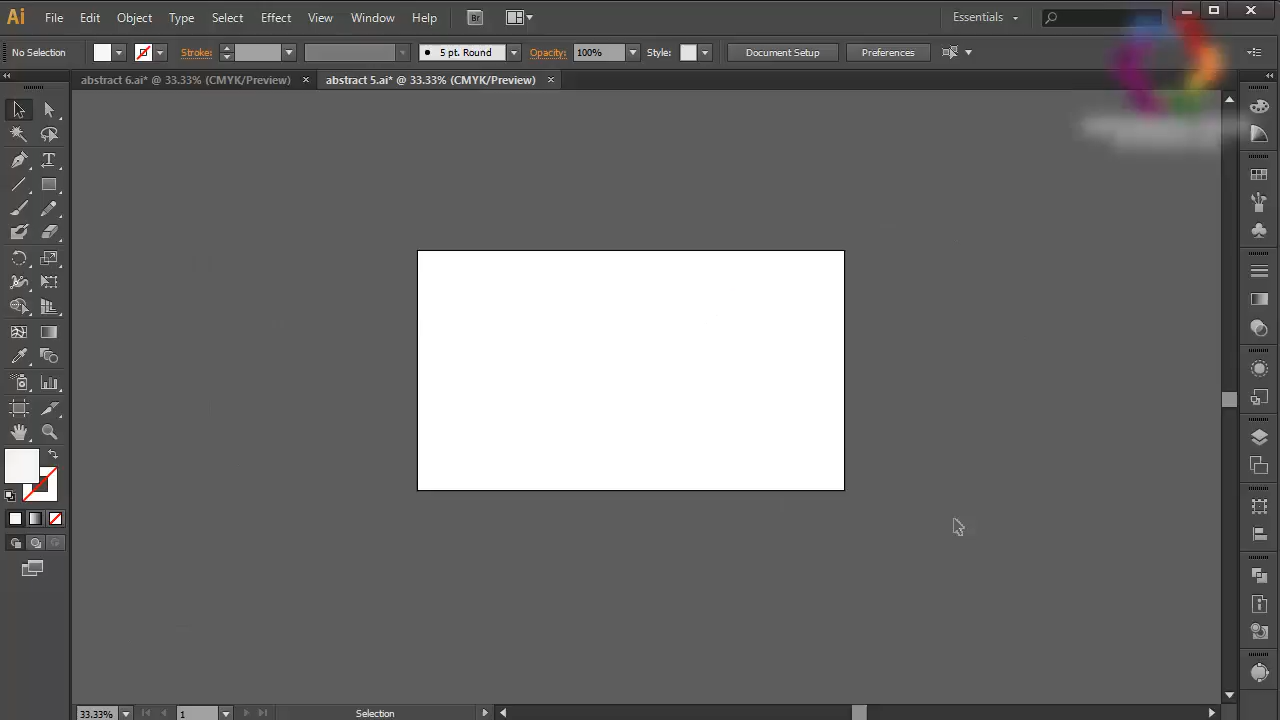 Ai File Edit Object Type Select Effect View Window Help Br Essentials
No Selection Stroke: 5 pt. Round Opacity: 100% Style: Document Setup Preferences
abstract 6.ai* @ 33.33% (CMYK/Preview) abstract 5.ai* @ 33.33% (CMYK/Preview)
33.33% 1 Selection